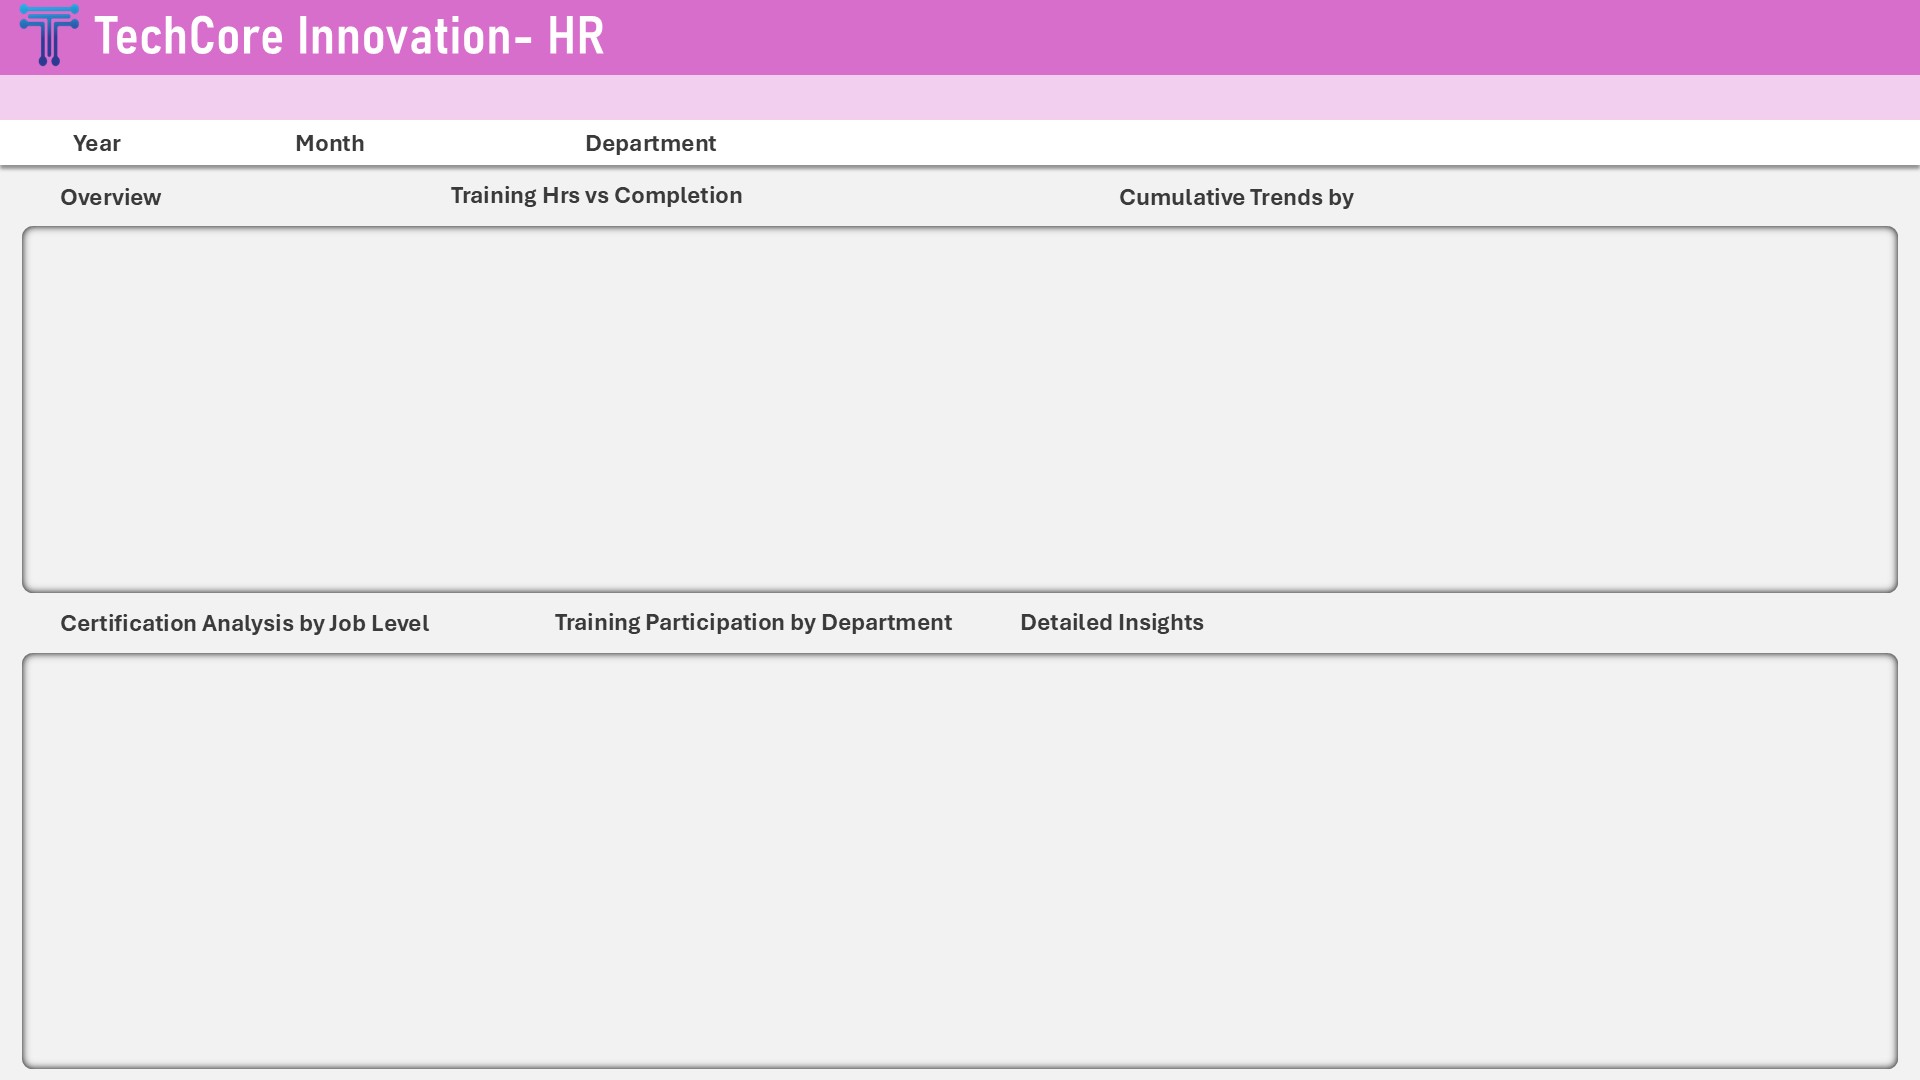 TechCore Innovation- HR
Year Month Department
Overview Training Hrs vs Completion Cumulative Trends by
Certification Analysis by Job Level Training Participation by Department Detailed Insights